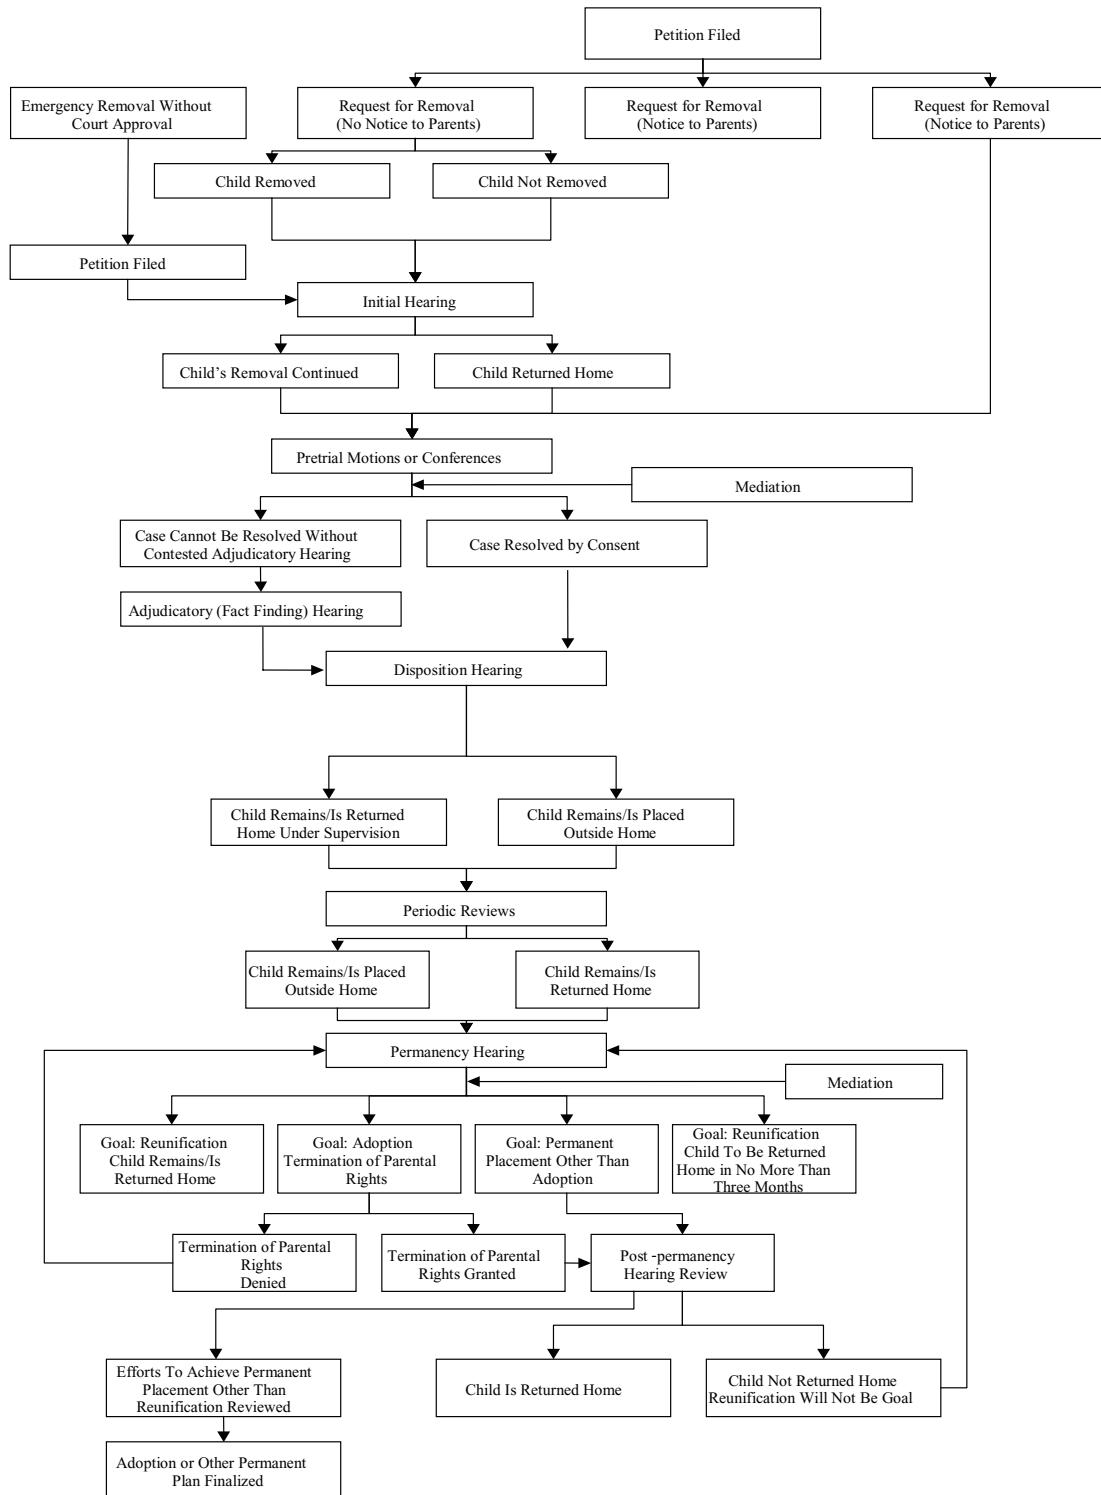 Petition Filed
Emergency Removal Without
Court Approval
Request for Removal
(No Notice to Parents)
Request for Removal
(Notice to Parents)
Request for Removal
(Notice to Parents)
Child Removed
Child Not Removed
Petition Filed
Initial Hearing
Child’s Removal Continued
Child Returned Home
Pretrial Motions or Conferences
Mediation
Case Cannot Be Resolved Without
Contested Adjudicatory Hearing
Case Resolved by Consent
Adjudicatory (Fact Finding) Hearing
Disposition Hearing
Child Remains/Is Returned
Home Under Supervision
Child Remains/Is Placed
Outside Home
Periodic Reviews
Child Remains/Is Placed
Outside Home
Child Remains/Is
Returned Home
Permanency Hearing
Mediation
Goal: Reunification
Child Remains/Is
Returned Home
Goal: Adoption
Termination of Parental
Rights
Goal: Permanent
Placement Other Than
Adoption
Goal: Reunification
Child To Be Returned
Home in No More Than
Three Months
Termination of Parental
Rights
Denied
Termination of Parental
Rights Granted
Post -permanency
Hearing Review
Efforts To Achieve Permanent
Placement Other Than
Reunification Reviewed
Child Is Returned Home
Child Not Returned Home
Reunification Will Not Be Goal
Adoption or Other Permanent
Plan Finalized